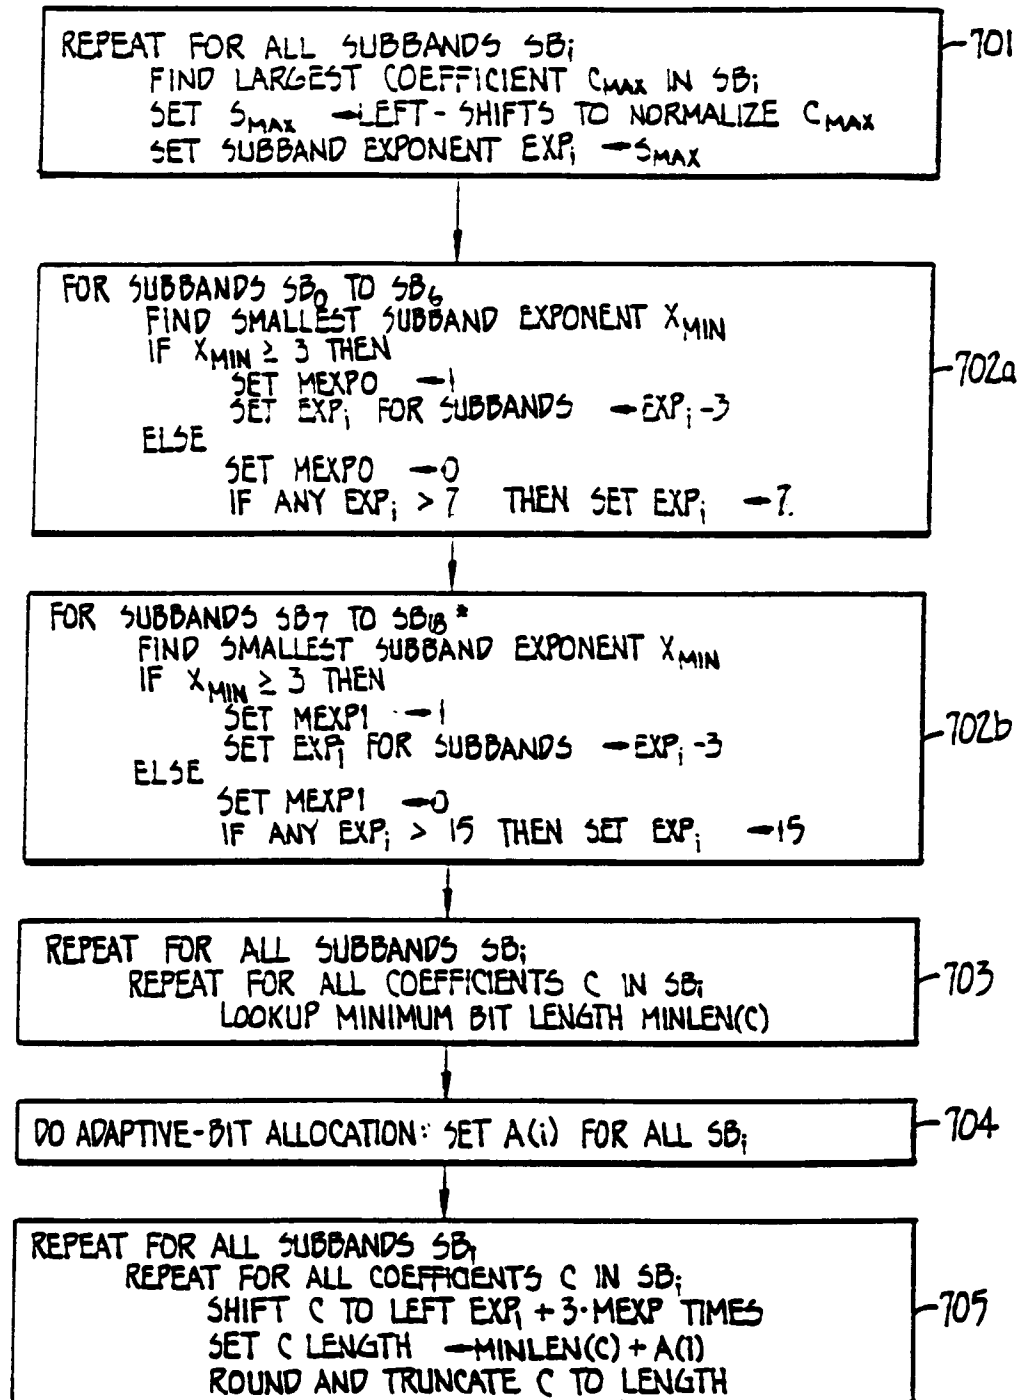 REPEAT FOR ALL SUBBANDS SBi
FIND LARGEST COEFFICIENT CMAX IN SBi
SET SMAX ← LEFT-SHIFTS TO NORMALIZE CMAX
SET SUBBAND EXPONENT EXPi ← SMAX
701
FOR SUBBANDS SB0 TO SB6
FIND SMALLEST SUBBAND EXPONENT XMIN
IF XMIN ≥ 3 THEN
SET MEXP0 ← 1
SET EXPi FOR SUBBANDS ← EXPi -3
ELSE
SET MEXP0 ← 0
IF ANY EXPi > 7 THEN SET EXPi ← 7.
702a
FOR SUBBANDS SB7 TO SB18*
FIND SMALLEST SUBBAND EXPONENT XMIN
IF XMIN ≥ 3 THEN
SET MEXP1 ← 1
SET EXPi FOR SUBBANDS ← EXPi -3
ELSE
SET MEXP1 ← 0
IF ANY EXPi > 15 THEN SET EXPi ← 15
702b
REPEAT FOR ALL SUBBANDS SBi
REPEAT FOR ALL COEFFICIENTS C IN SBi
LOOKUP MINIMUM BIT LENGTH MINLEN(C)
703
DO ADAPTIVE-BIT ALLOCATION: SET A(i) FOR ALL SBi
704
REPEAT FOR ALL SUBBANDS SBi
REPEAT FOR ALL COEFFICIENTS C IN SBi
SHIFT C TO LEFT EXPi + 3·MEXP TIMES
SET C LENGTH ← MINLEN(C) + A(1)
ROUND AND TRUNCATE C TO LENGTH
705